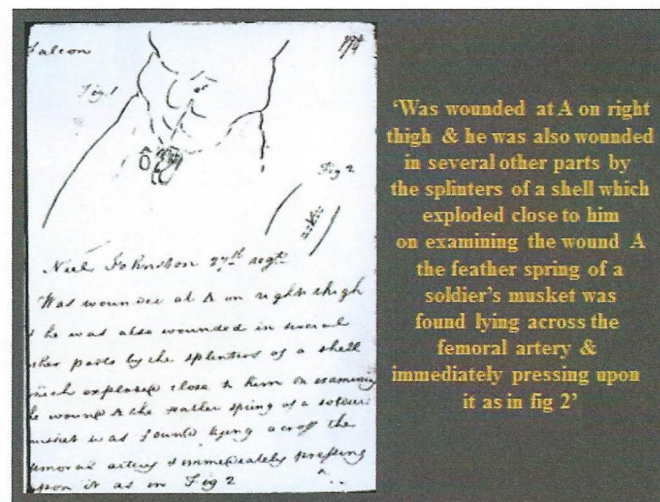 Falcon
Fig. 1
Fig 2
Neil Johnston 27th regt.
Was wounded at A on right thigh
& he was also wounded in several
other parts by the splinters of a shell
which exploded close to him on examining
the wound A the feather spring of a soldiers
musket was found lying across the
femoral artery & immediately pressing
upon it as in Fig 2
‘Was wounded at A on right
thigh & he was also wounded
in several other parts by
the splinters of a shell which
exploded close to him
on examining the wound A
the feather spring of a
soldier’s musket was
found lying across the
femoral artery &
immediately pressing upon
it as in fig 2’